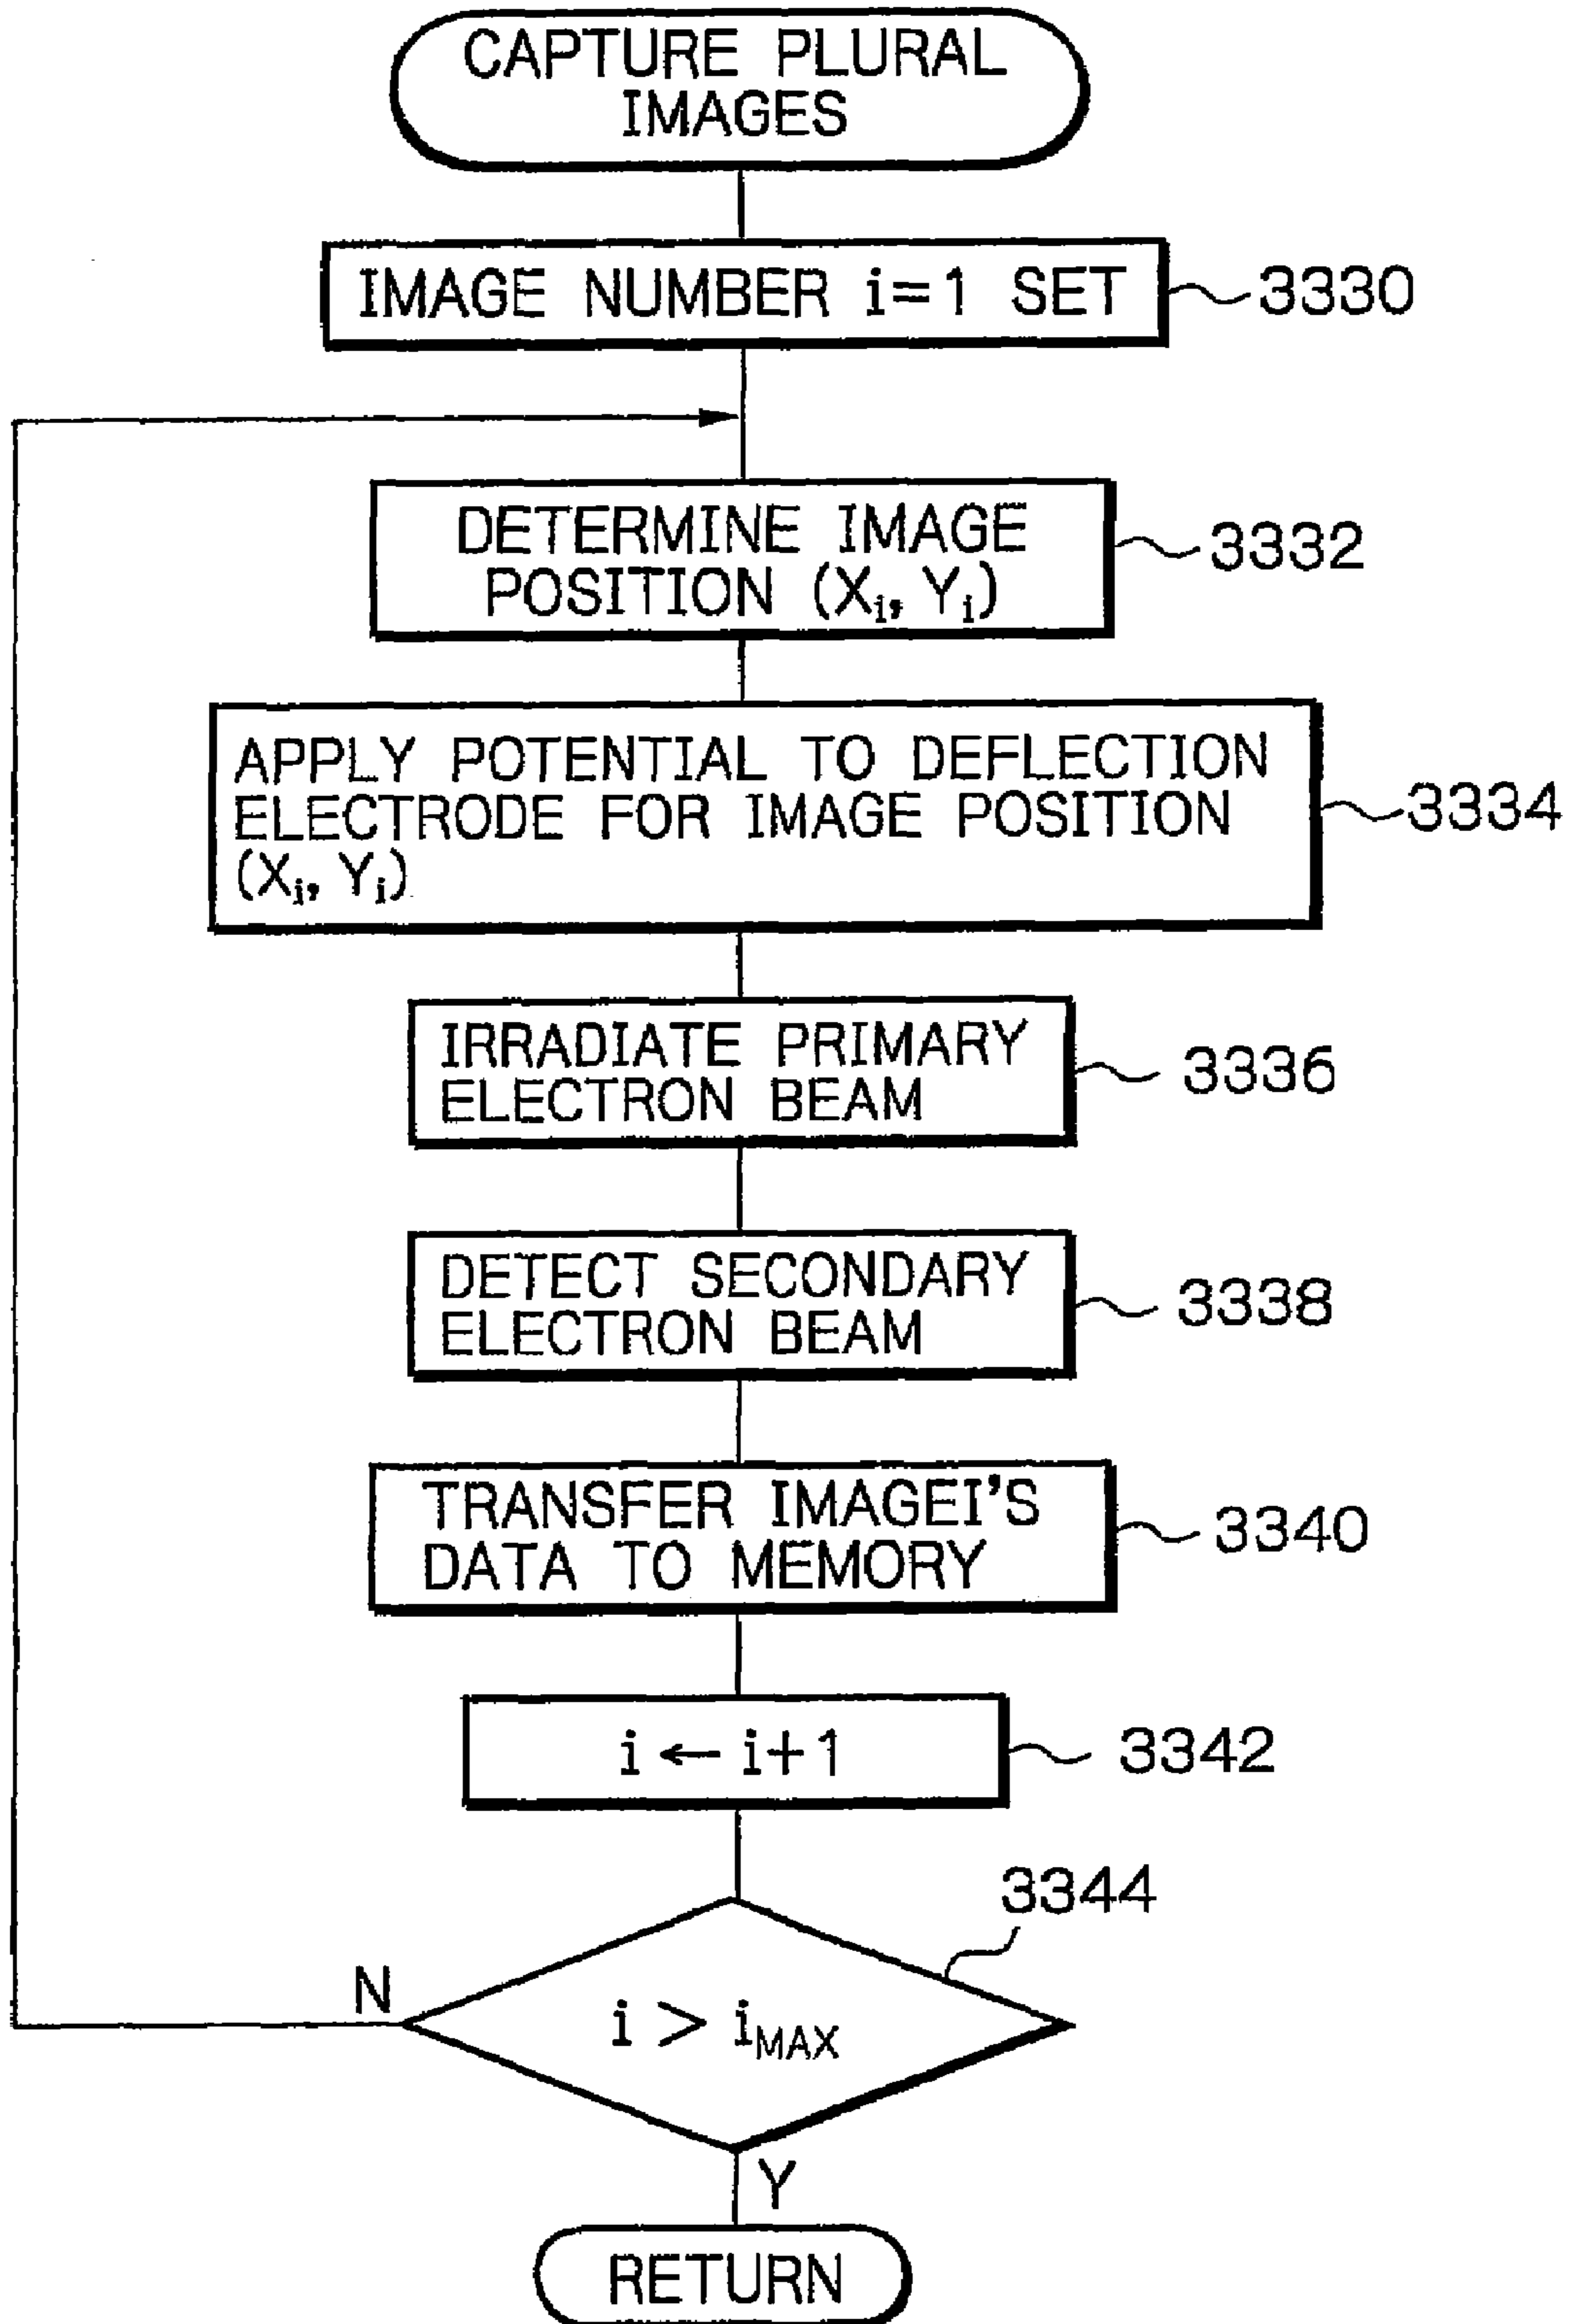 CAPTURE PLURAL
IMAGES
IMAGE NUMBER i=1 SET
3330
DETERMINE IMAGE
POSITION (Xi, Yi)
3332
APPLY POTENTIAL TO DEFLECTION
ELECTRODE FOR IMAGE POSITION
(Xi, Yi)
3334
IRRADIATE PRIMARY
ELECTRON BEAM
3336
DETECT SECONDARY
ELECTRON BEAM
3338
TRANSFER IMAGEI'S
DATA TO MEMORY
3340
i ← i+1
3342
3344
N
i > iMAX
Y
RETURN